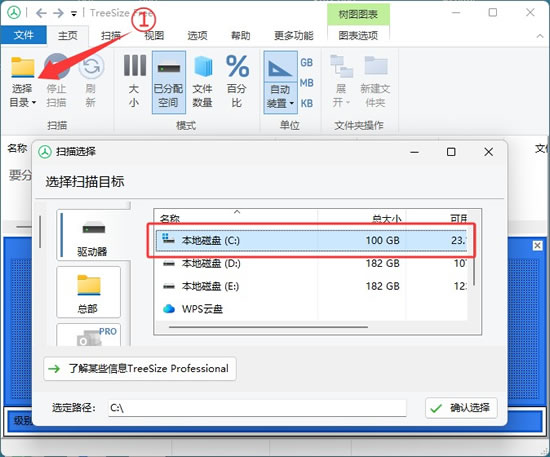 TreeSize Free
树图图表
①
文件 主页 扫描 视图 选项 帮助 更多功能 图表选项
选择目录 停止扫描 刷新 大小 已分配空间 文件数量 百分比 自动装置 GB MB KB 展开 新建文件夹
扫描 模式 单位 文件夹操作
名称
扫描选择
选择扫描目标
名称 总大小 可用
驱动器
本地磁盘 (C:) 100 GB 23.
本地磁盘 (D:) 182 GB
本地磁盘 (E:) 182 GB
WPS云盘
总部
PRO
了解某些信息TreeSize Professional
选定路径: C:\ 确认选择
级别